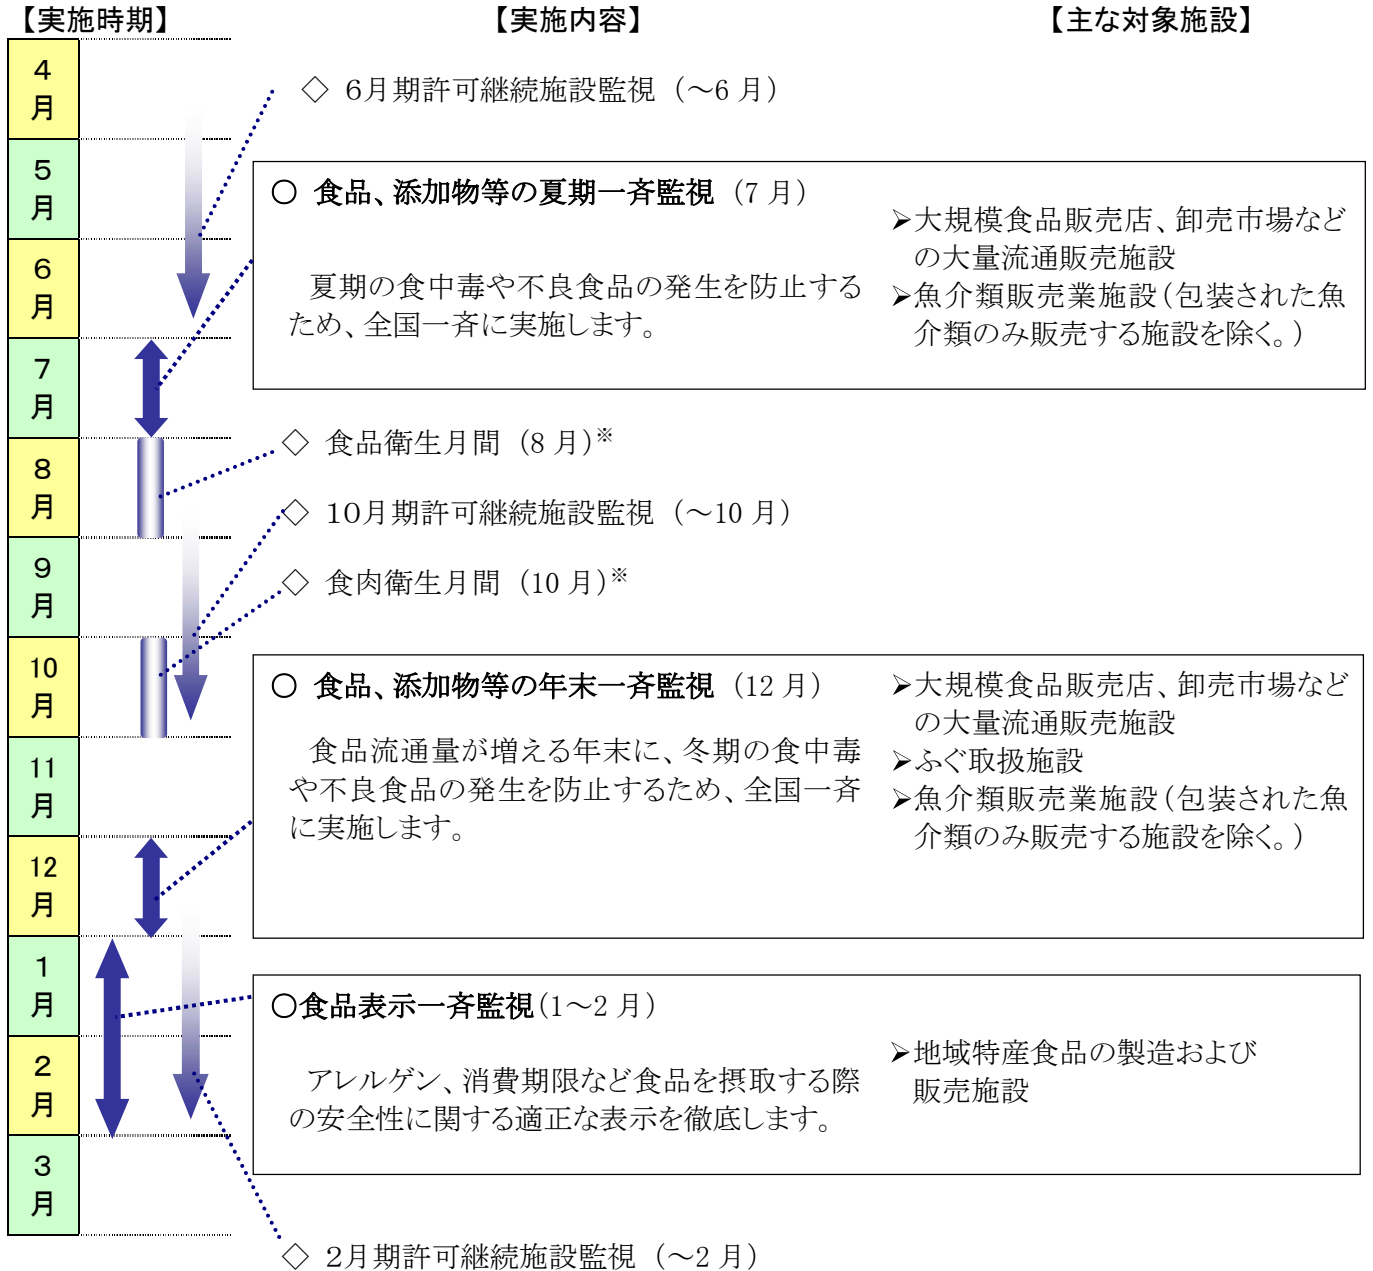 【実施時期】
【実施内容】
【主な対象施設】
4
月
5
月
6
月
7
月
8
月
9
月
10
月
11
月
12
月
1
月
2
月
3
月
◇ 6月期許可継続施設監視（～6 月）
○ 食品、添加物等の夏期一斉監視（7 月）
夏期の食中毒や不良食品の発生を防止する
ため、全国一斉に実施します。
➢大規模食品販売店、卸売市場など
の大量流通販売施設
➢魚介類販売業施設（包装された魚
介類のみ販売する施設を除く。）
◇ 食品衛生月間（8 月）※
◇ 10月期許可継続施設監視（～10 月）
◇ 食肉衛生月間（10 月）※
○ 食品、添加物等の年末一斉監視（12 月）
食品流通量が増える年末に、冬期の食中毒
や不良食品の発生を防止するため、全国一斉
に実施します。
➢大規模食品販売店、卸売市場など
の大量流通販売施設
➢ふぐ取扱施設
➢魚介類販売業施設（包装された魚
介類のみ販売する施設を除く。）
○食品表示一斉監視（1～2 月）
アレルゲン、消費期限など食品を摂取する際
の安全性に関する適正な表示を徹底します。
➢地域特産食品の製造および
販売施設
◇ 2月期許可継続施設監視（～2 月）